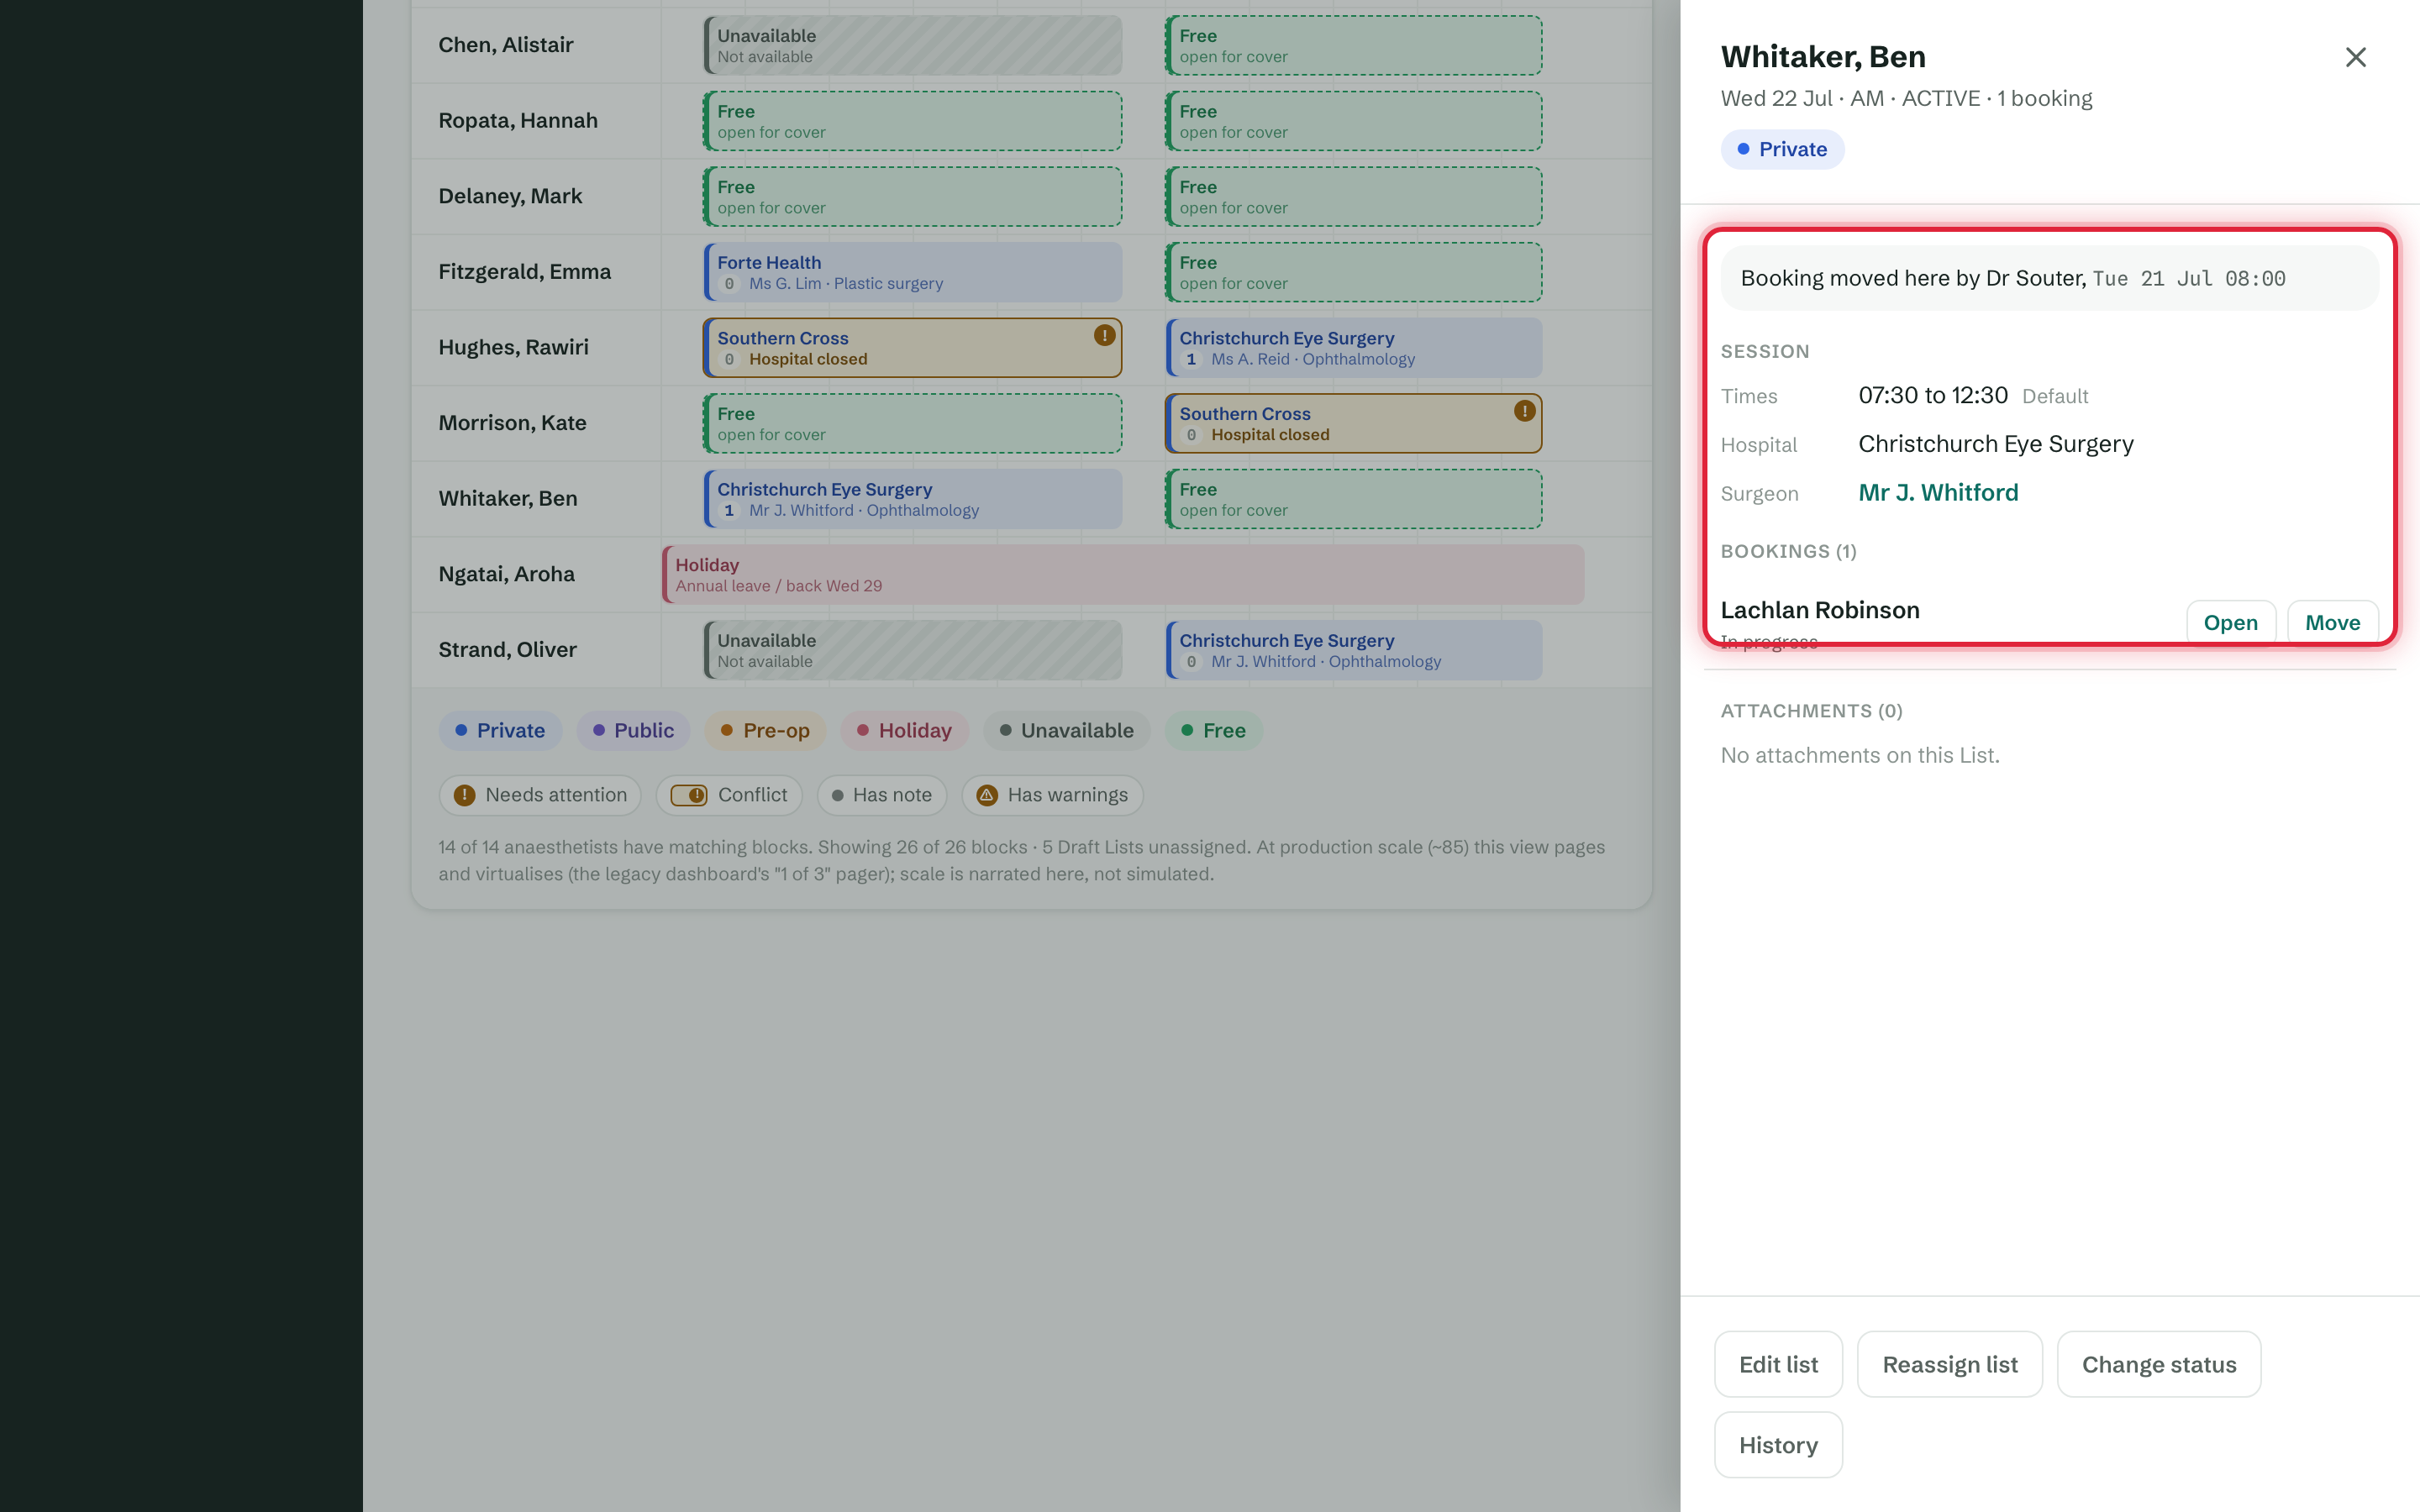 Chen, Alistair
Unavailable
Not available
Free
open for cover
Ropata, Hannah
Free
open for cover
Free
open for cover
Delaney, Mark
Free
open for cover
Free
open for cover
Fitzgerald, Emma
Forte Health
0 Ms G. Lim · Plastic surgery
Free
open for cover
Hughes, Rawiri
Southern Cross
0 Hospital closed
!
Christchurch Eye Surgery
1 Ms A. Reid · Ophthalmology
Morrison, Kate
Free
open for cover
Southern Cross
0 Hospital closed
!
Whitaker, Ben
Christchurch Eye Surgery
1 Mr J. Whitford · Ophthalmology
Free
open for cover
Ngatai, Aroha
Holiday
Annual leave / back Wed 29
Strand, Oliver
Unavailable
Not available
Christchurch Eye Surgery
0 Mr J. Whitford · Ophthalmology
Private Public Pre-op Holiday Unavailable Free
! Needs attention ! Conflict Has note Has warnings
14 of 14 anaesthetists have matching blocks. Showing 26 of 26 blocks · 5 Draft Lists unassigned. At production scale (~85) this view pages
and virtualises (the legacy dashboard's "1 of 3" pager); scale is narrated here, not simulated.
Whitaker, Ben
Wed 22 Jul · AM · ACTIVE · 1 booking
Private
Booking moved here by Dr Souter, Tue 21 Jul 08:00
SESSION
Times 07:30 to 12:30 Default
Hospital Christchurch Eye Surgery
Surgeon Mr J. Whitford
BOOKINGS (1)
Lachlan Robinson
In progress
Open Move
ATTACHMENTS (0)
No attachments on this List.
Edit list Reassign list Change status
History